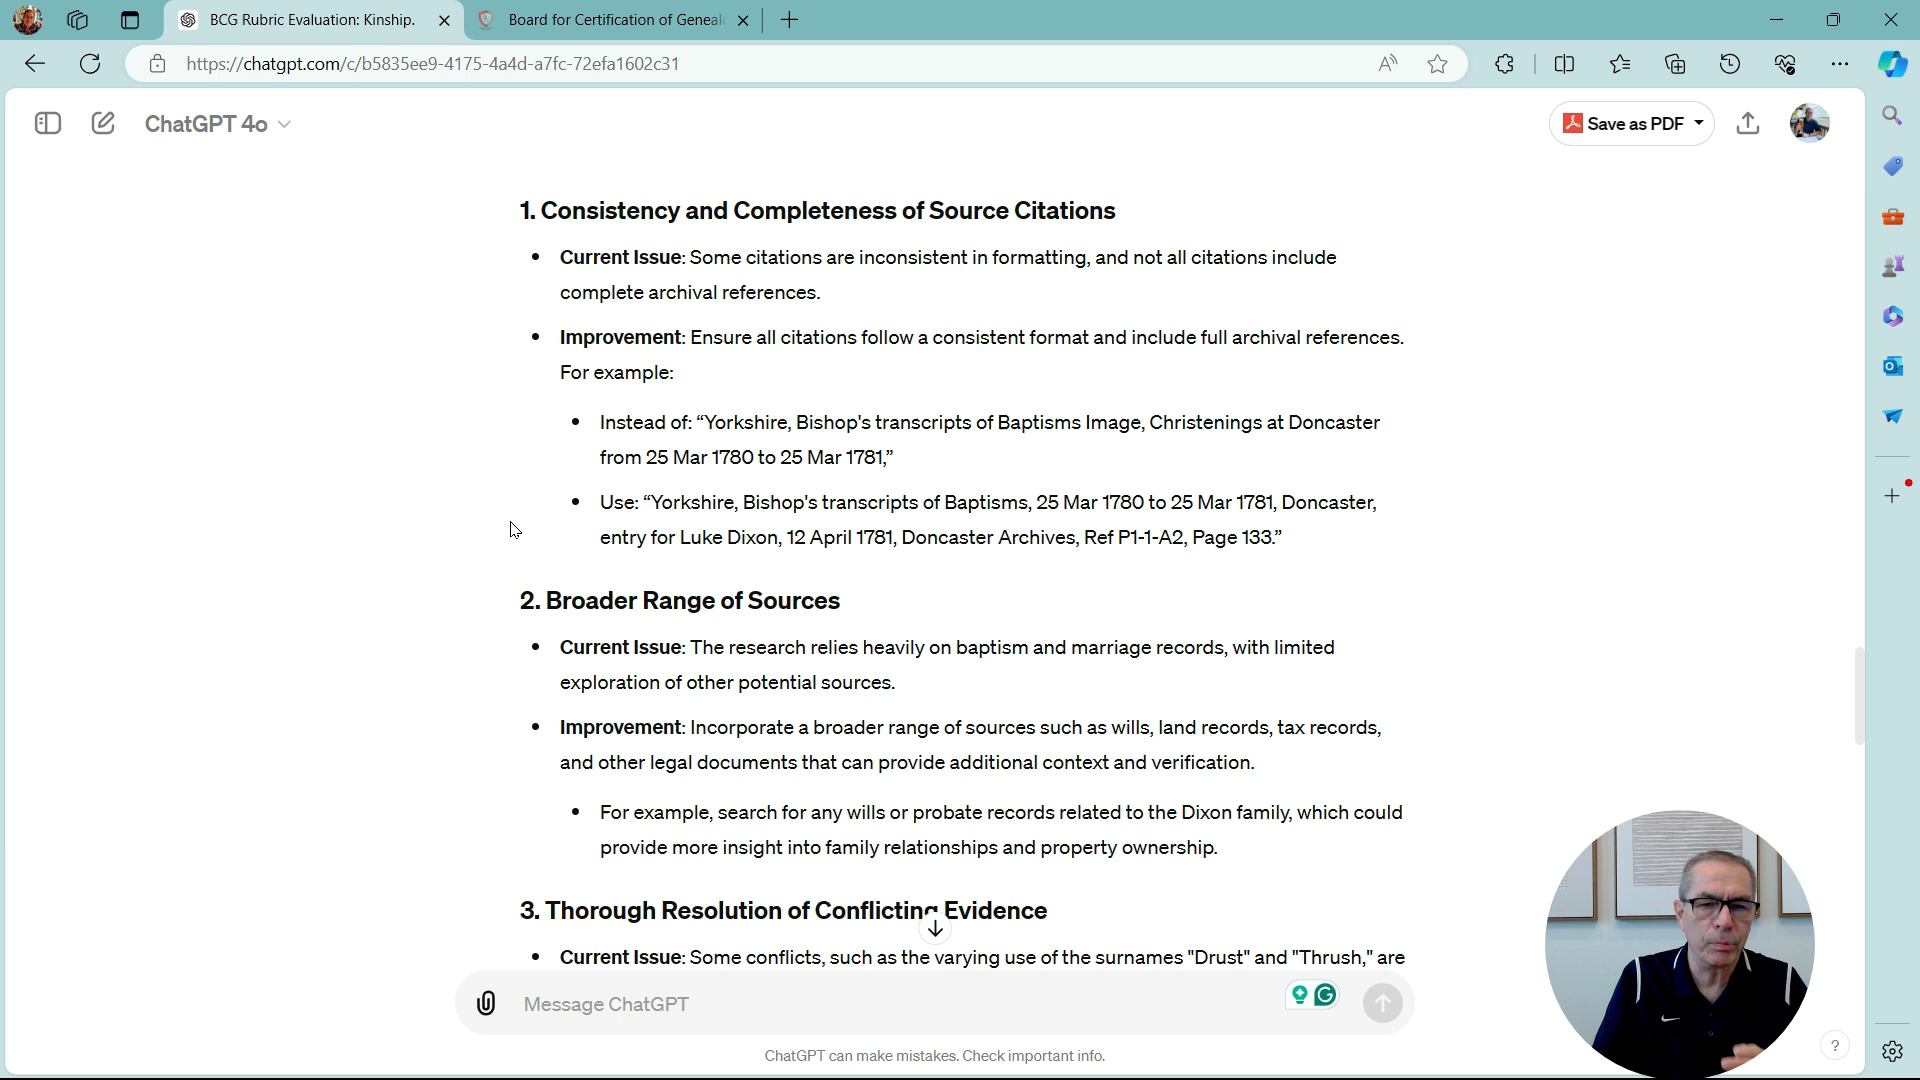 BCG Rubric Evaluation: Kinship.
Board for Certification of Geneal
https://chatgpt.com/c/b5835ee9-4175-4a4d-a7fc-72efa1602c31
ChatGPT 4o
Save as PDF
1. Consistency and Completeness of Source Citations
• Current Issue: Some citations are inconsistent in formatting, and not all citations include
complete archival references.
• Improvement: Ensure all citations follow a consistent format and include full archival references.
For example:
• Instead of: “Yorkshire, Bishop's transcripts of Baptisms Image, Christenings at Doncaster
from 25 Mar 1780 to 25 Mar 1781,”
• Use: “Yorkshire, Bishop's transcripts of Baptisms, 25 Mar 1780 to 25 Mar 1781, Doncaster,
entry for Luke Dixon, 12 April 1781, Doncaster Archives, Ref P1-1-A2, Page 133.”
2. Broader Range of Sources
• Current Issue: The research relies heavily on baptism and marriage records, with limited
exploration of other potential sources.
• Improvement: Incorporate a broader range of sources such as wills, land records, tax records,
and other legal documents that can provide additional context and verification.
• For example, search for any wills or probate records related to the Dixon family, which could
provide more insight into family relationships and property ownership.
3. Thorough Resolution of Conflicting Evidence
• Current Issue: Some conflicts, such as the varying use of the surnames "Drust" and "Thrush," are
Message ChatGPT
ChatGPT can make mistakes. Check important info.
?